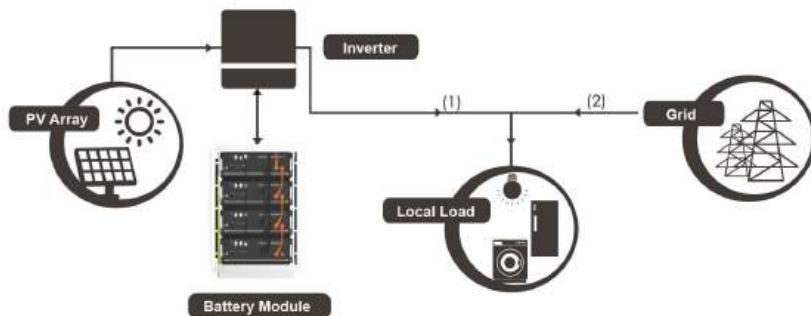 Inverter
PV Array
(1)
(2)
Grid
Local Load
Battery Module